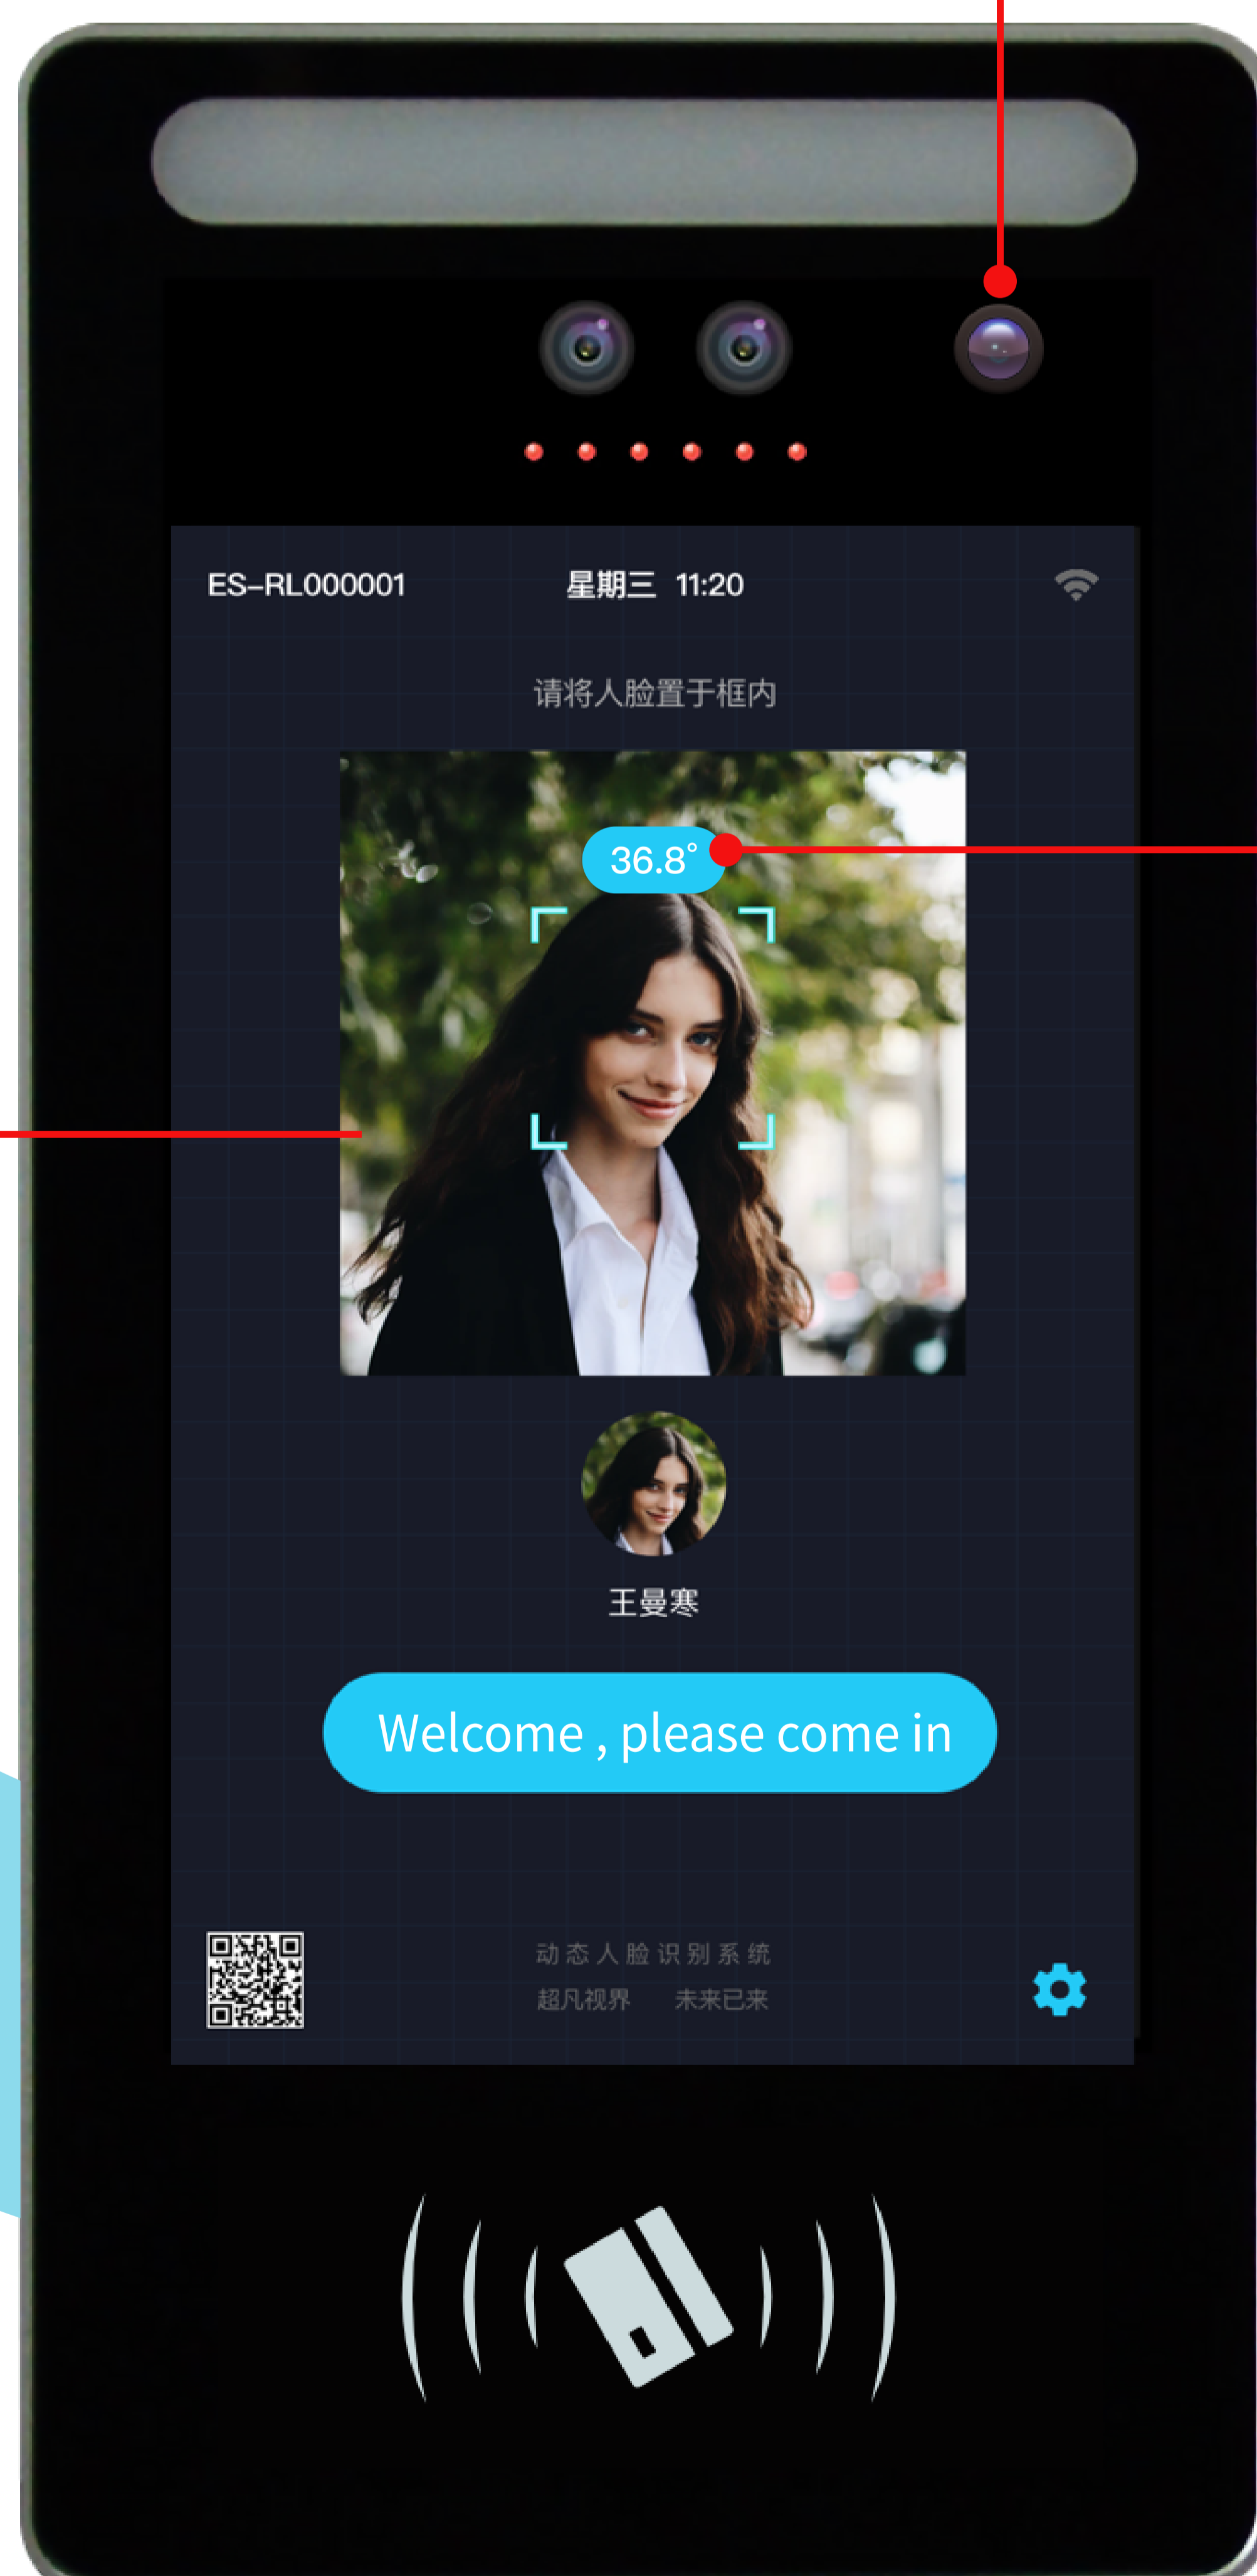 ES-RL000001 星期三 11:20
请将人脸置于框内
36.8°
王曼寒
Welcome , please come in
动态人脸识别系统
超凡视界 未来已来